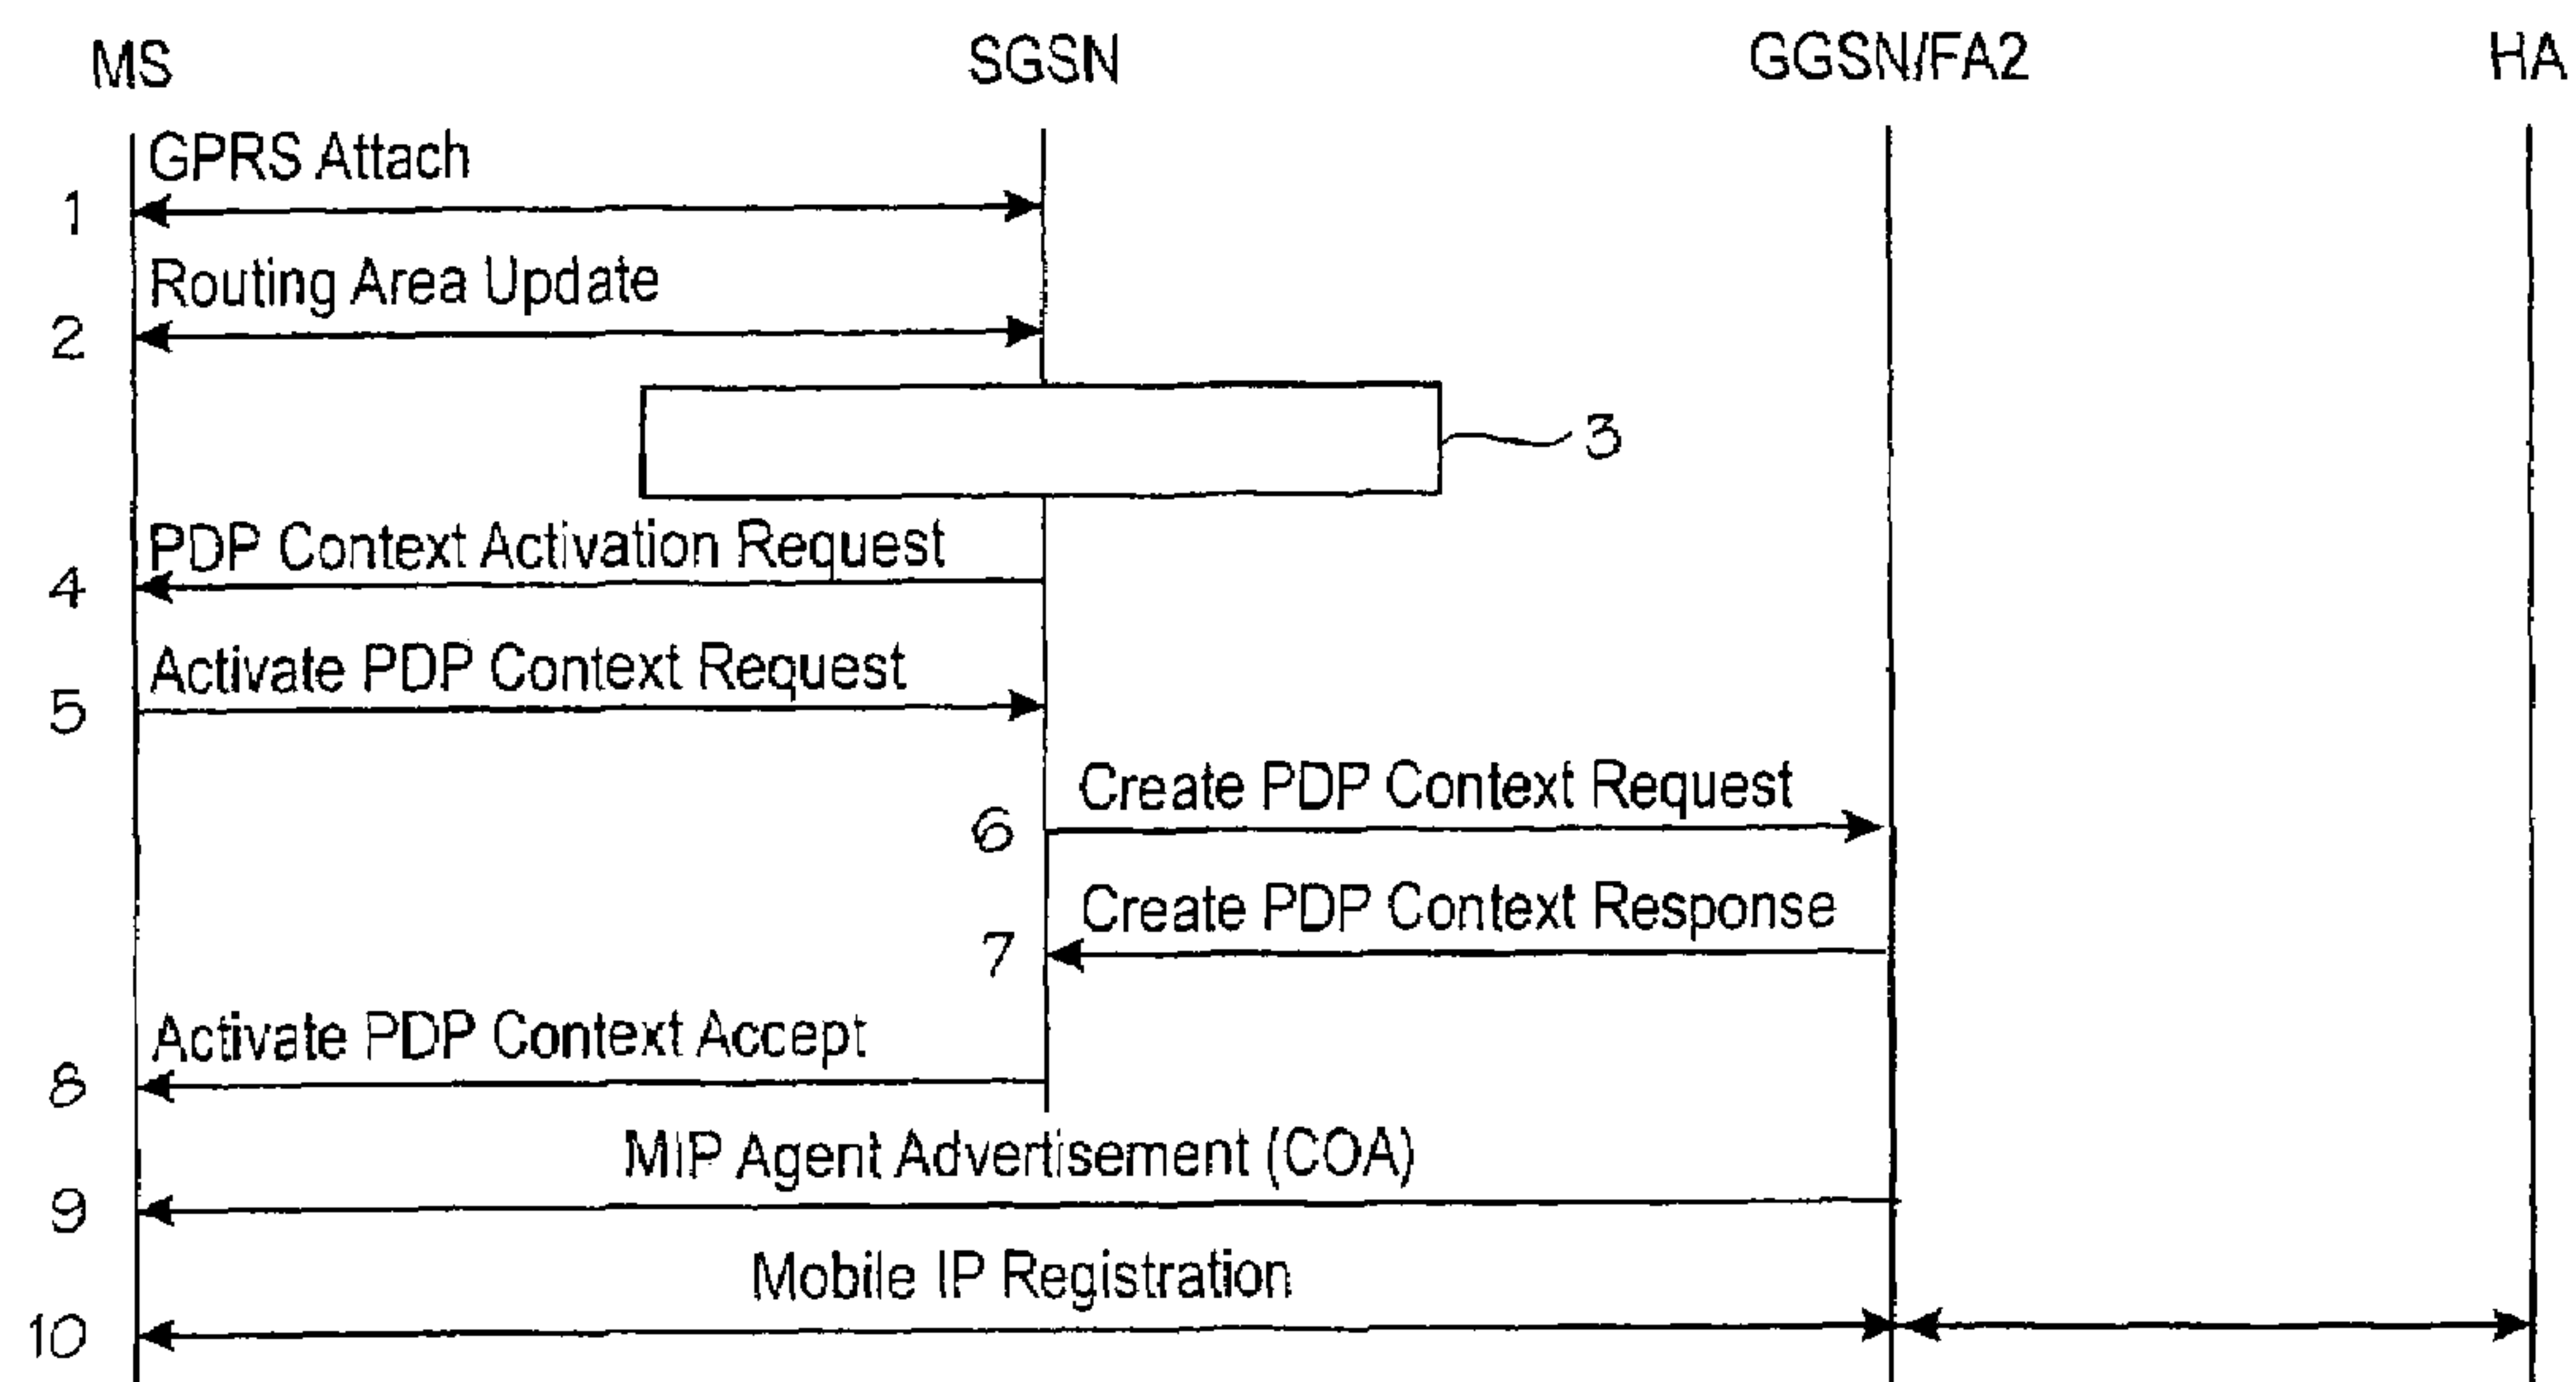 MS SGSN GGSN/FA2 HA
GPRS Attach
1
Routing Area Update
2
3
PDP Context Activation Request
4
Activate PDP Context Request
5
Create PDP Context Request
6
Create PDP Context Response
7
Activate PDP Context Accept
8
MIP Agent Advertisement (COA)
9
Mobile IP Registration
10